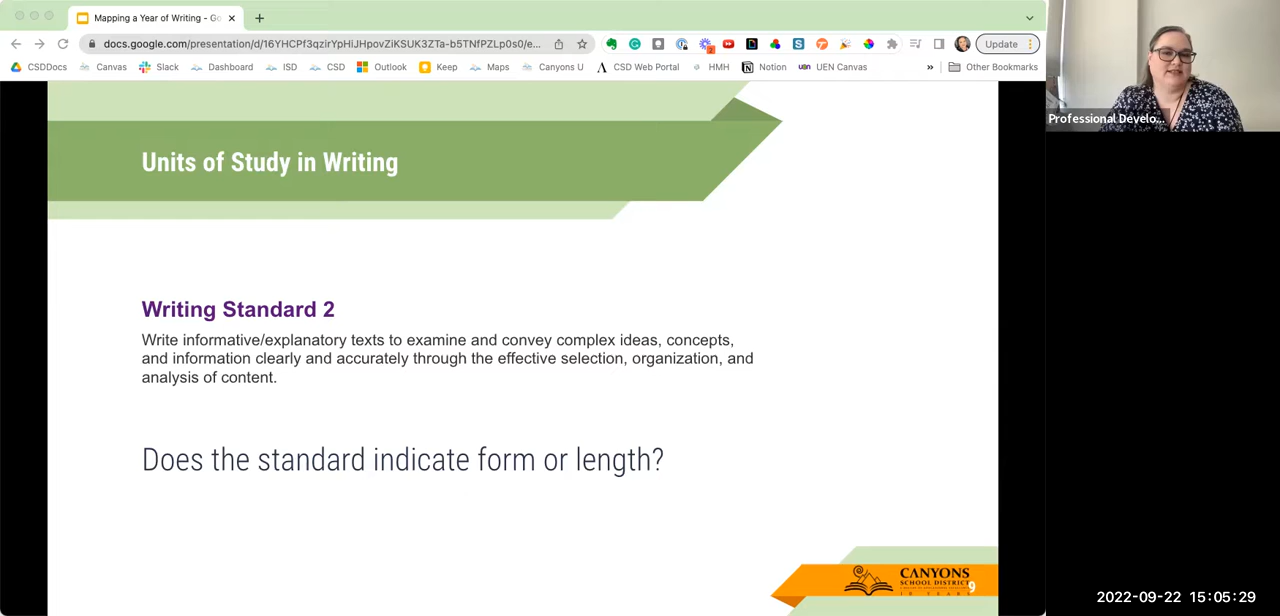 Mapping a Year of Writing - Go
docs.google.com/presentation/d/16YHCPf3qzirYpHiJHpovZiKSUK3ZTa-b5TNfPZLp0s0/e...
Update
CSDDocs Canvas Slack Dashboard ISD CSD Outlook Keep Maps Canyons U CSD Web Portal HMH Notion UEN Canvas » Other Bookmarks
Professional Develo...
Units of Study in Writing
Writing Standard 2
Write informative/explanatory texts to examine and convey complex ideas, concepts,
and information clearly and accurately through the effective selection, organization, and
analysis of content.
Does the standard indicate form or length?
CANYONS
SCHOOL DISTRICT
9
2022-09-22 15:05:29